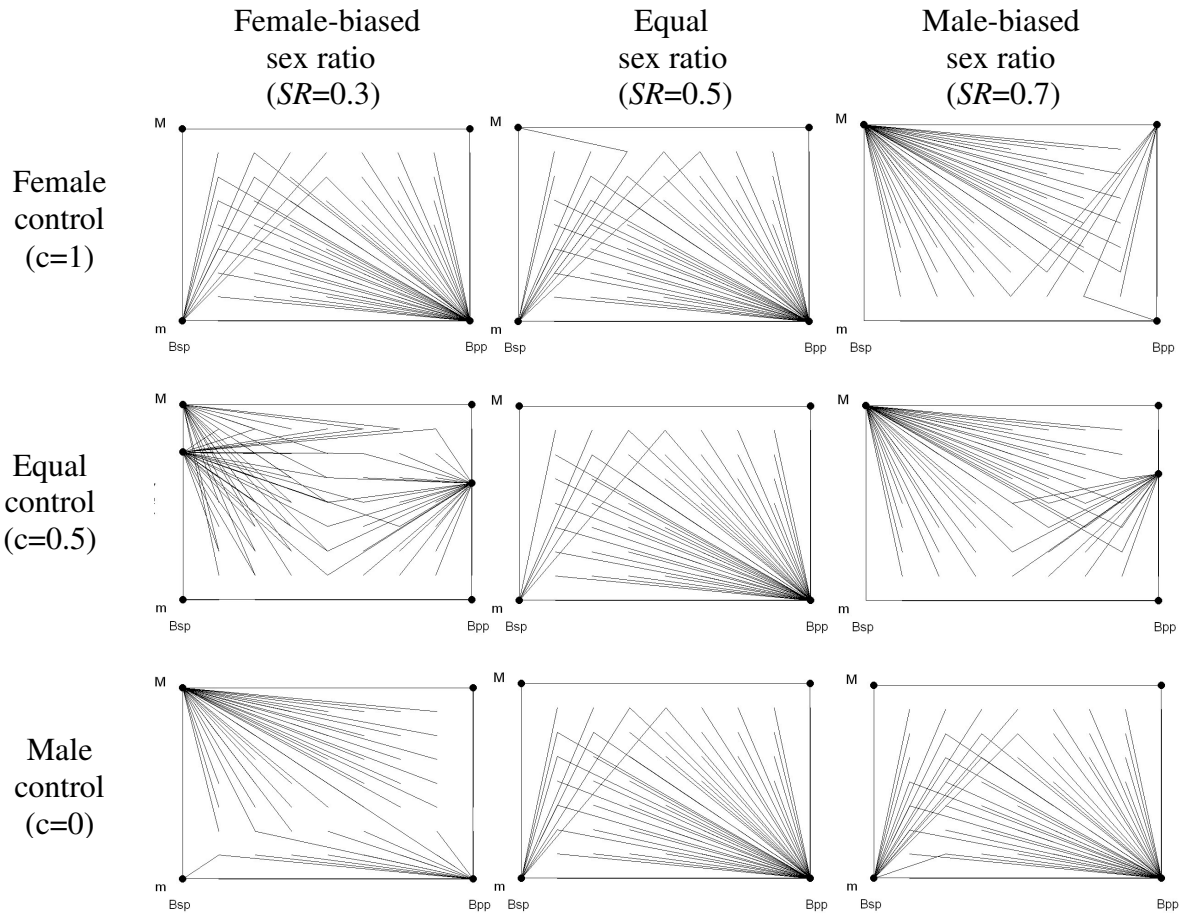 Female-biased
sex ratio
(SR=0.3)
Equal
sex ratio
(SR=0.5)
Male-biased
sex ratio
(SR=0.7)
Female
control
(c=1)
M
m
Bsp
Bpp
M
m
Bsp
Bpp
M
m
Bsp
Bpp
Equal
control
(c=0.5)
M
m
Bsp
Bpp
M
m
Bsp
Bpp
M
m
Bsp
Bpp
Male
control
(c=0)
M
m
Bsp
Bpp
M
m
Bsp
Bpp
M
m
Bsp
Bpp